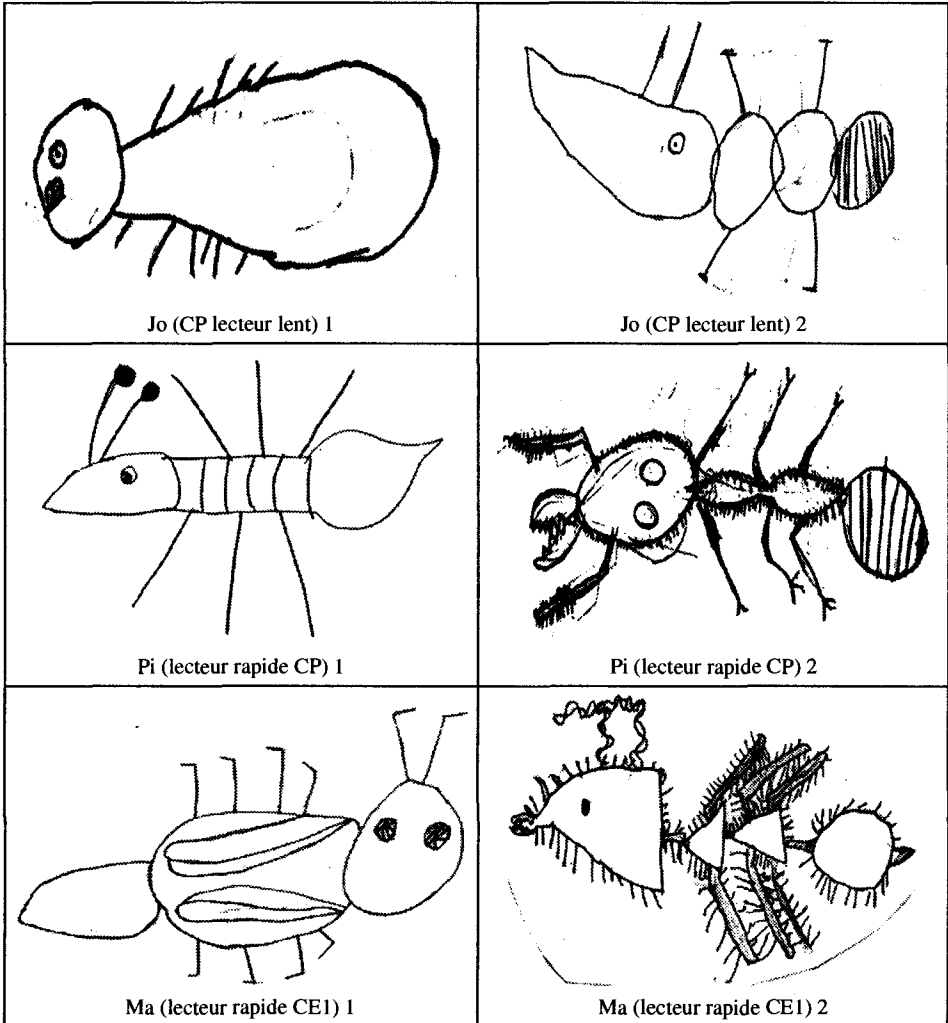 Jo (CP lecteur lent) 1
Jo (CP lecteur lent) 2
Pi (lecteur rapide CP) 1
Pi (lecteur rapide CP) 2
Ma (lecteur rapide CE1) 1
Ma (lecteur rapide CE1) 2